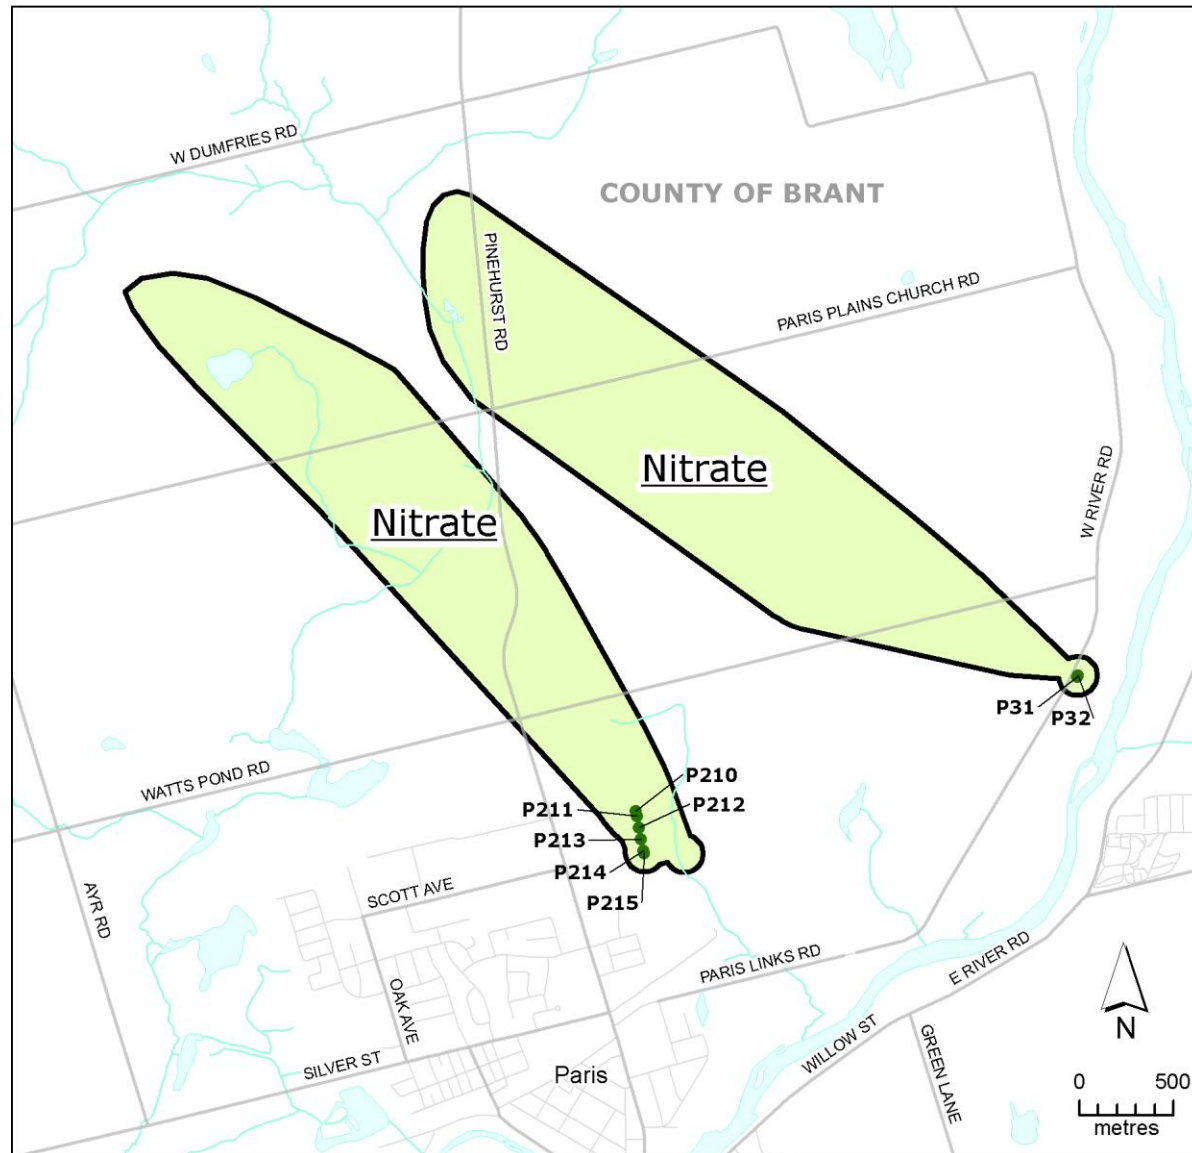 W DUMFRIES RD
COUNTY OF BRANT
PINEHURST RD
PARIS PLAINS CHURCH RD
Nitrate
Nitrate
W RIVER RD
P31
P32
WATTS POND RD
P210
P211
P212
P213
P214
P215
SCOTT AVE
AYR RD
OAK AVE
PARIS LINKS RD
E RIVER RD
WILLOW ST
GREEN LANE
SILVER ST
Paris
N
0 500
metres